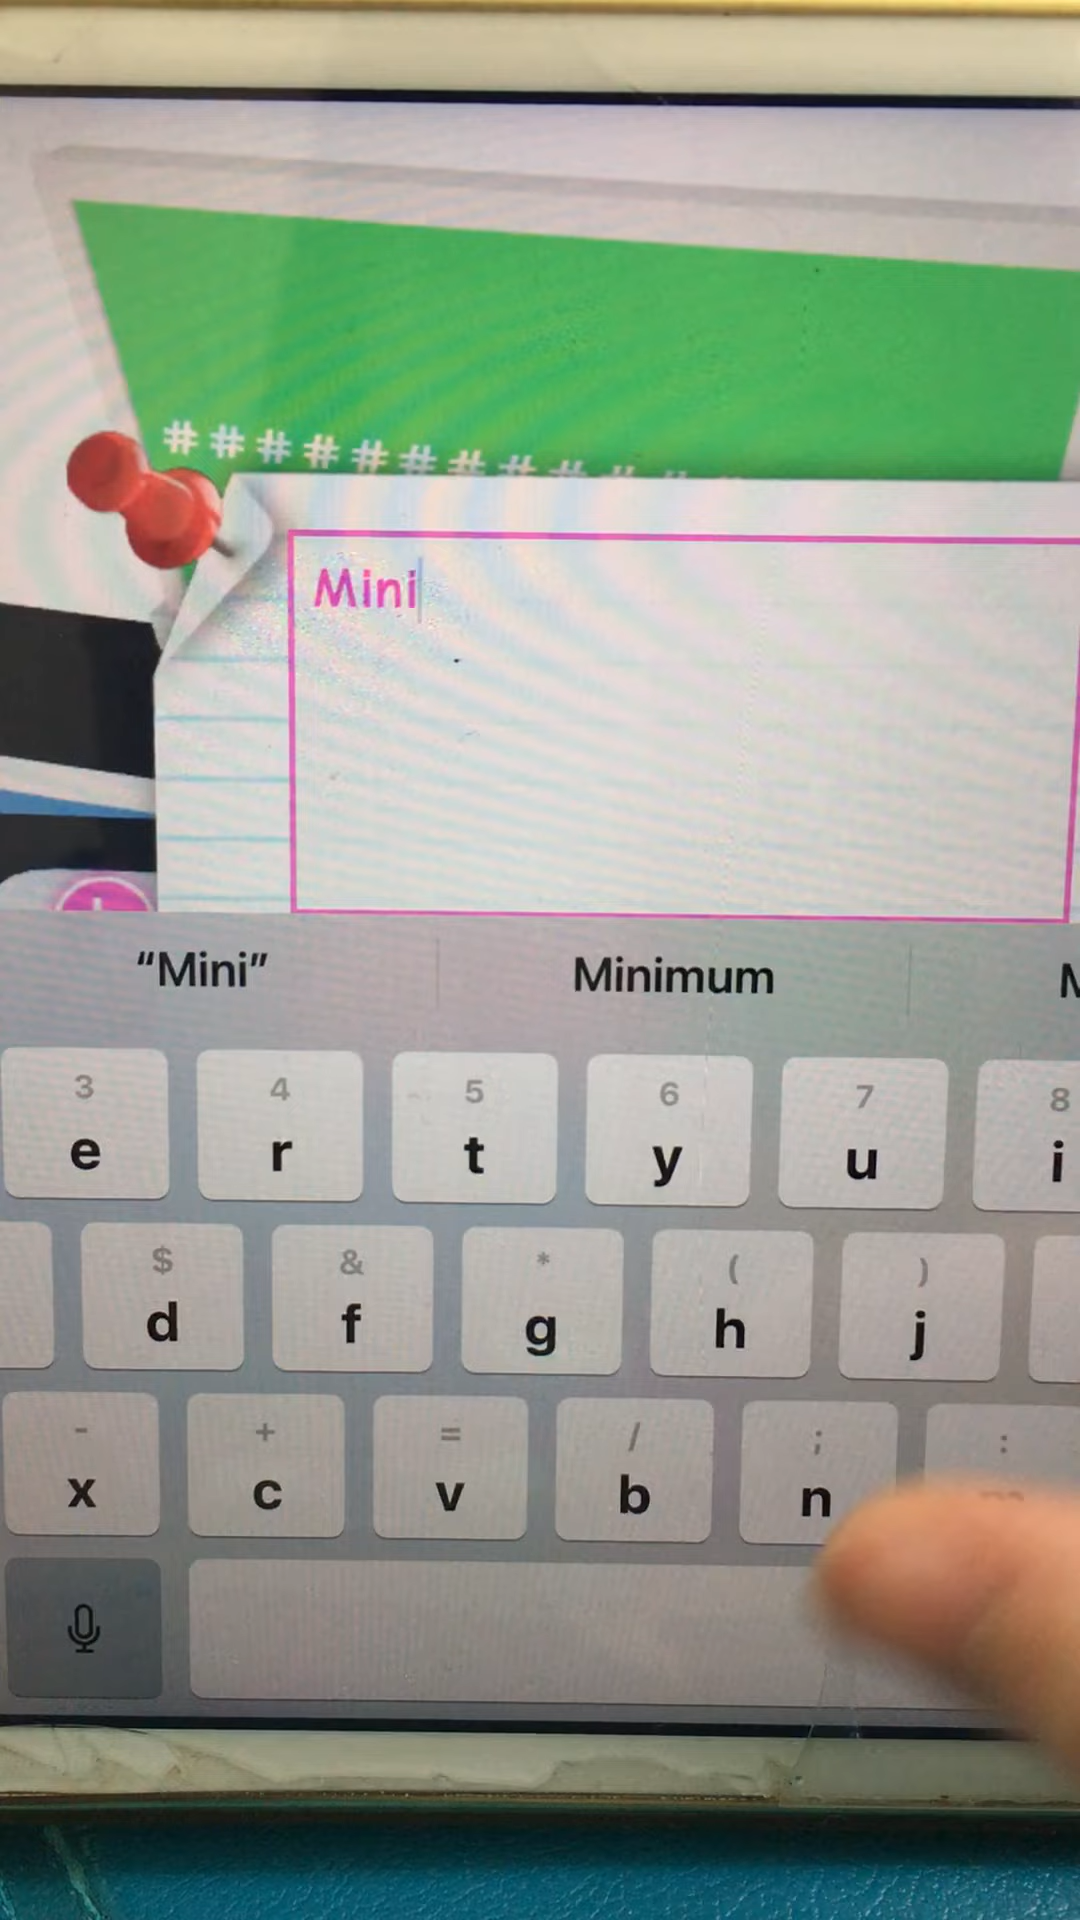 ###########
Mini
“Mini” Minimum M
3 4 5 6 7 8
e r t y u i
$ & * ( )
d f g h j
- + = / ; :
x c v b n